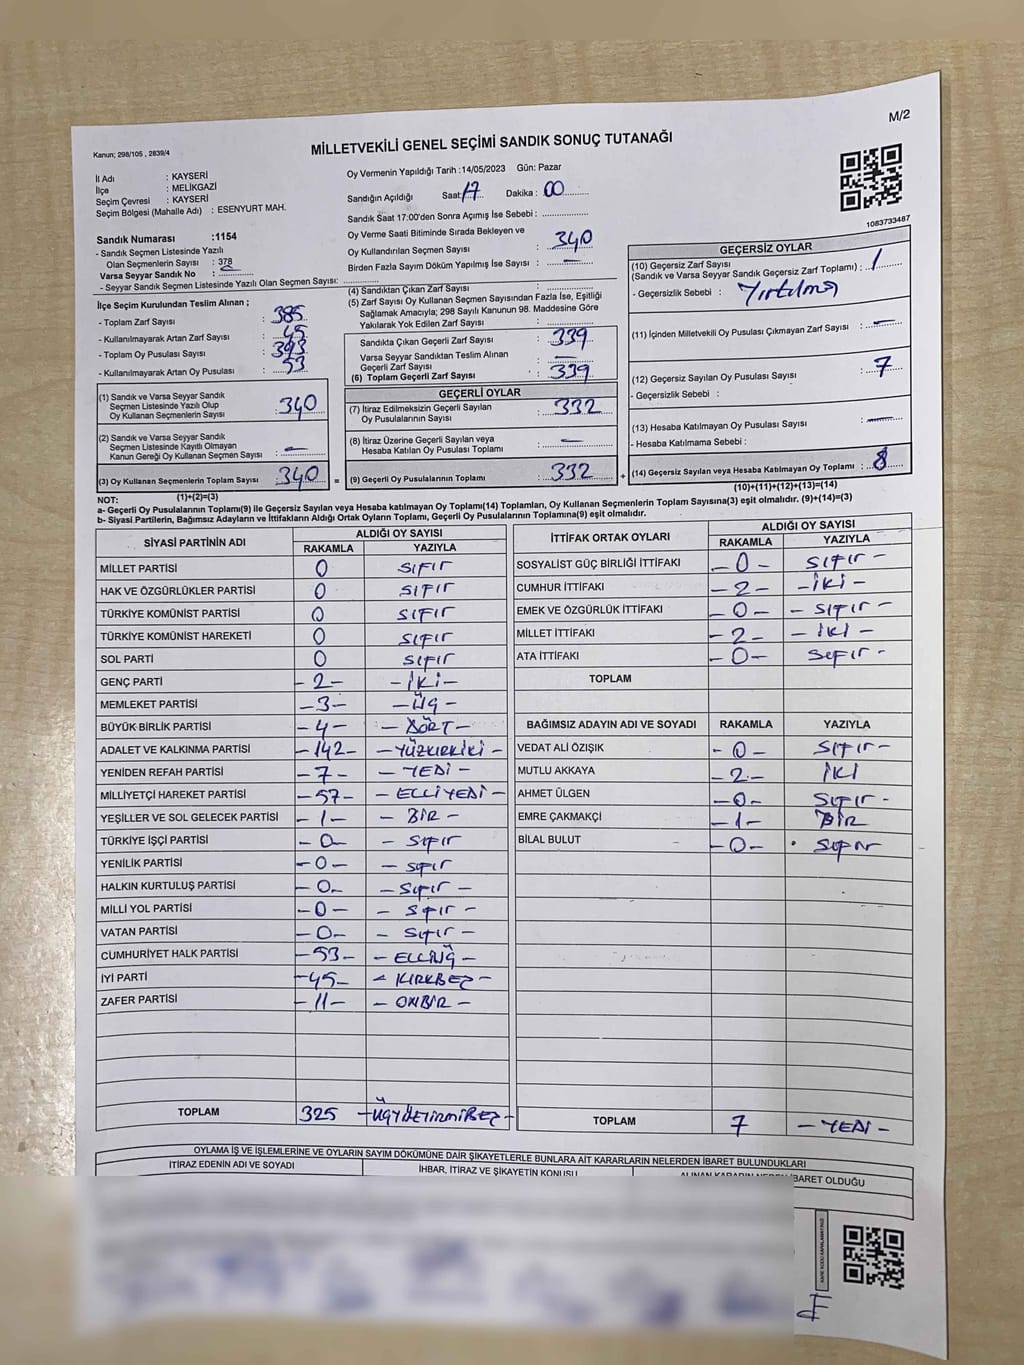 M/2
Kanun; 298/105 , 2839/4
MİLLETVEKİLİ GENEL SEÇİMİ SANDIK SONUÇ TUTANAĞI
İl Adı : KAYSERİ
İlçe : MELİKGAZİ
Seçim Çevresi : KAYSERİ
Seçim Bölgesi (Mahalle Adı) : ESENYURT MAH.
Sandık Numarası :1154
- Sandık Seçmen Listesinde Yazılı
Olan Seçmenlerin Sayısı : 378
Varsa Seyyar Sandık No :
- Seyyar Sandık Seçmen Listesinde Yazılı Olan Seçmen Sayısı:
Oy Vermenin Yapıldığı Tarih :14/05/2023 Gün: Pazar
Sandığın Açıldığı Saat: 17 Dakika : 00
Sandık Saat 17:00'den Sonra Açımış İse Sebebi :
Oy Verme Saati Bitiminde Sırada Bekleyen ve
Oy Kullandırılan Seçmen Sayısı : 340
Birden Fazla Sayım Döküm Yapılmış İse Sayısı : —
1083733487
İlçe Seçim Kurulundan Teslim Alınan ;
- Toplam Zarf Sayısı : 385
- Kullanılmayarak Artan Zarf Sayısı : 45
- Toplam Oy Pusulası Sayısı : 393
- Kullanılmayarak Artan Oy Pusulası : 53
(1) Sandık ve Varsa Seyyar Sandık
Seçmen Listesinde Yazılı Olup
Oy Kullanan Seçmenlerin Sayısı : 340
(2) Sandık ve Varsa Seyyar Sandık
Seçmen Listesinde Kayıtlı Olmayan
Kanun Gereği Oy Kullanan Seçmen Sayısı : —
(3) Oy Kullanan Seçmenlerin Toplam Sayısı : 340
(1)+(2)=(3)
(4) Sandıktan Çıkan Zarf Sayısı :
(5) Zarf Sayısı Oy Kullanan Seçmen Sayısından Fazla İse, Eşitliği
Sağlamak Amacıyla; 298 Sayılı Kanunun 98. Maddesine Göre
Yakılarak Yok Edilen Zarf Sayısı :
Sandıkta Çıkan Geçerli Zarf Sayısı : 339
Varsa Seyyar Sandıktan Teslim Alınan
Geçerli Zarf Sayısı : —
(6) Toplam Geçerli Zarf Sayısı : 339
GEÇERLİ OYLAR
(7) İtiraz Edilmeksizin Geçerli Sayılan
Oy Pusulalarının Sayısı : 332
(8) İtiraz Üzerine Geçerli Sayılan veya
Hesaba Katılan Oy Pusulası Toplamı : —
= (9) Geçerli Oy Pusulalarının Toplamı : 332 +
GEÇERSİZ OYLAR
(10) Geçersiz Zarf Sayısı
(Sandık ve Varsa Seyyar Sandık Geçersiz Zarf Toplamı) : 1
- Geçersizlik Sebebi : Yırtılma
(11) İçinden Milletvekili Oy Pusulası Çıkmayan Zarf Sayısı : —
(12) Geçersiz Sayılan Oy Pusulası Sayısı : 7
- Geçersizlik Sebebi :
(13) Hesaba Katılmayan Oy Pusulası Sayısı : —
- Hesaba Katılmama Sebebi :
(14) Geçersiz Sayılan veya Hesaba Katılmayan Oy Toplamı : 8
(10)+(11)+(12)+(13)=(14)
NOT:
a- Geçerli Oy Pusulalarının Toplamı(9) ile Geçersiz Sayılan veya Hesaba Katılmayan Oy Toplamı(14) Toplamları, Oy Kullanan Seçmenlerin Toplam Sayısına(3) eşit olmalıdır. (9)+(14)=(3)
b- Siyasi Partilerin, Bağımsız Adayların ve İttifakların Aldığı Ortak Oyların Toplamı, Geçerli Oy Pusulalarının Toplamına(9) eşit olmalıdır.
SİYASİ PARTİNİN ADI ALDIĞI OY SAYISI
RAKAMLA YAZIYLA
MİLLET PARTİSİ 0 SIFIR
HAK VE ÖZGÜRLÜKLER PARTİSİ 0 SIFIR
TÜRKİYE KOMÜNİST PARTİSİ 0 SIFIR
TÜRKİYE KOMÜNİST HAREKETİ 0 SIFIR
SOL PARTİ 0 SIFIR
GENÇ PARTİ -2- -İKİ-
MEMLEKET PARTİSİ -3- -ÜÇ-
BÜYÜK BİRLİK PARTİSİ -4- -DÖRT-
ADALET VE KALKINMA PARTİSİ -142- -YÜZKIRKİKİ-
YENİDEN REFAH PARTİSİ -7- -YEDİ-
MİLLİYETÇİ HAREKET PARTİSİ -57- -ELLİYEDİ-
YEŞİLLER VE SOL GELECEK PARTİSİ -1- -BİR-
TÜRKİYE İŞÇİ PARTİSİ -0- -SIFIR
YENİLİK PARTİSİ -0- -SIFIR
HALKIN KURTULUŞ PARTİSİ -0- -SIFIR-
MİLLİ YOL PARTİSİ -0- -SIFIR-
VATAN PARTİSİ -0- -SIFIR-
CUMHURİYET HALK PARTİSİ -53- -ELLİÜÇ-
İYİ PARTİ -45- -KIRKBEŞ-
ZAFER PARTİSİ -11- -ONBİR-
TOPLAM 325 -ÜÇYÜZYİRMİBEŞ-
İTTİFAK ORTAK OYLARI ALDIĞI OY SAYISI
RAKAMLA YAZIYLA
SOSYALİST GÜÇ BİRLİĞİ İTTİFAKI -0- SIFIR-
CUMHUR İTTİFAKI -2- -İKİ-
EMEK VE ÖZGÜRLÜK İTTİFAKI -0- -SIFIR-
MİLLET İTTİFAKI -2- -İKİ-
ATA İTTİFAKI -0- SIFIR-
TOPLAM
BAĞIMSIZ ADAYIN ADI VE SOYADI RAKAMLA YAZIYLA
VEDAT ALİ ÖZIŞIK -0- SIFIR-
MUTLU AKKAYA -2- İKİ
AHMET ÜLGEN -0- SIFIR-
EMRE ÇAKMAKÇİ -1- BİR
BİLAL BULUT -0- SIFIR
TOPLAM 7 -YEDİ-
OYLAMA İŞ VE İŞLEMLERİNE VE OYLARIN SAYIM DÖKÜMÜNE DAİR ŞİKAYETLERLE BUNLARA AİT KARARLARIN NELERDEN İBARET BULUNDUKLARI
İTİRAZ EDENİN ADI VE SOYADI İHBAR, İTİRAZ VE ŞİKAYETİN KONUSU ALINAN KARARIN NEDEN İBARET OLDUĞU